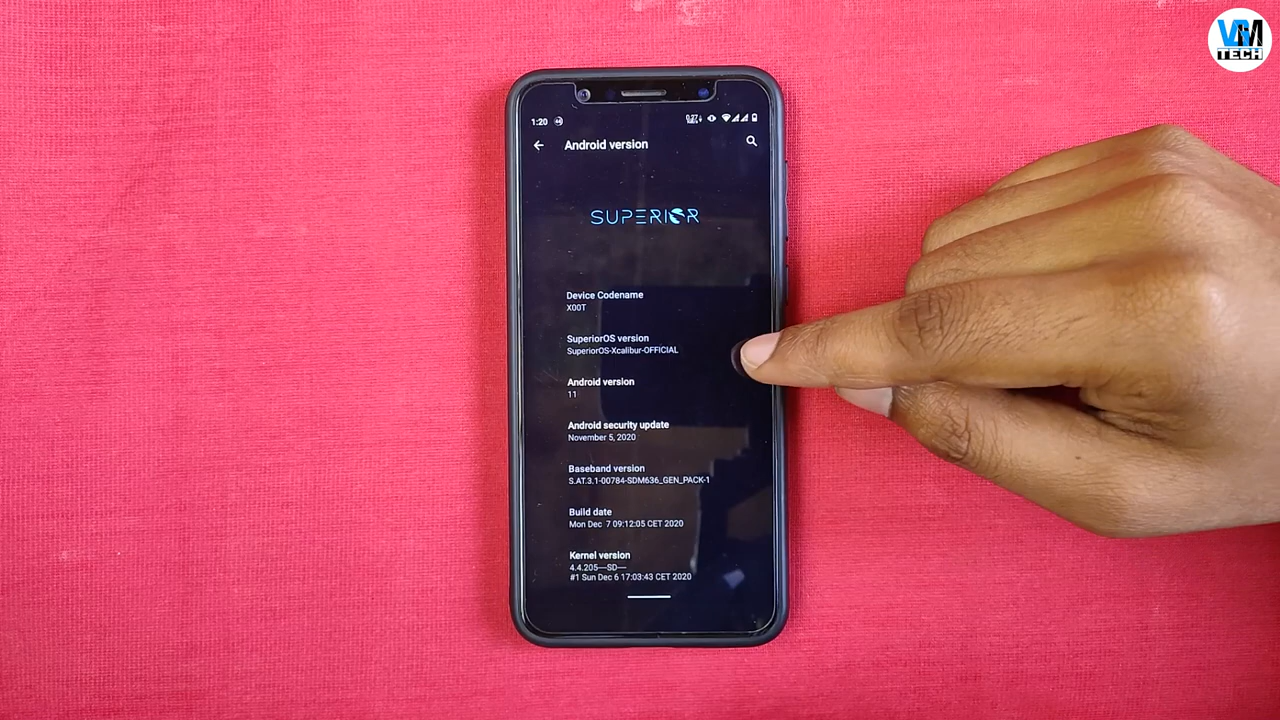 VGM
TECH
1:20
Android version
SUPERIOR
Device Codename
X00T
SuperiorOS version
SuperiorOS-Xcalibur-OFFICIAL
Android version
11
Android security update
November 5, 2020
Baseband version
S.AT.3.1-00784-SDM636_GEN_PACK-1
Build date
Mon Dec 7 09:12:05 CET 2020
Kernel version
4.4.205---SD---
#1 Sun Dec 6 17:03:43 CET 2020